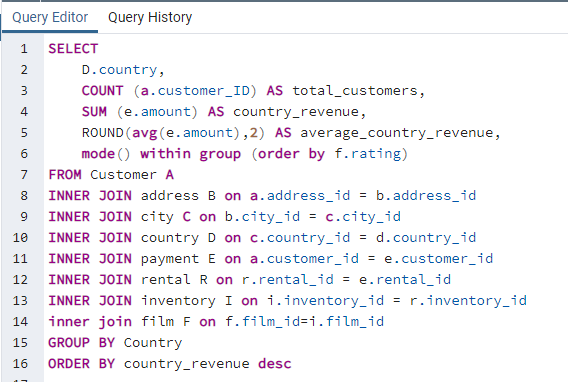 Query Editor Query History
1 SELECT
2 D.country,
3 COUNT (a.customer_ID) AS total_customers,
4 SUM (e.amount) AS country_revenue,
5 ROUND(avg(e.amount),2) AS average_country_revenue,
6 mode() within group (order by f.rating)
7 FROM Customer A
8 INNER JOIN address B on a.address_id = b.address_id
9 INNER JOIN city C on b.city_id = c.city_id
10 INNER JOIN country D on c.country_id = d.country_id
11 INNER JOIN payment E on a.customer_id = e.customer_id
12 INNER JOIN rental R on r.rental_id = e.rental_id
13 INNER JOIN inventory I on i.inventory_id = r.inventory_id
14 inner join film F on f.film_id=i.film_id
15 GROUP BY Country
16 ORDER BY country_revenue desc